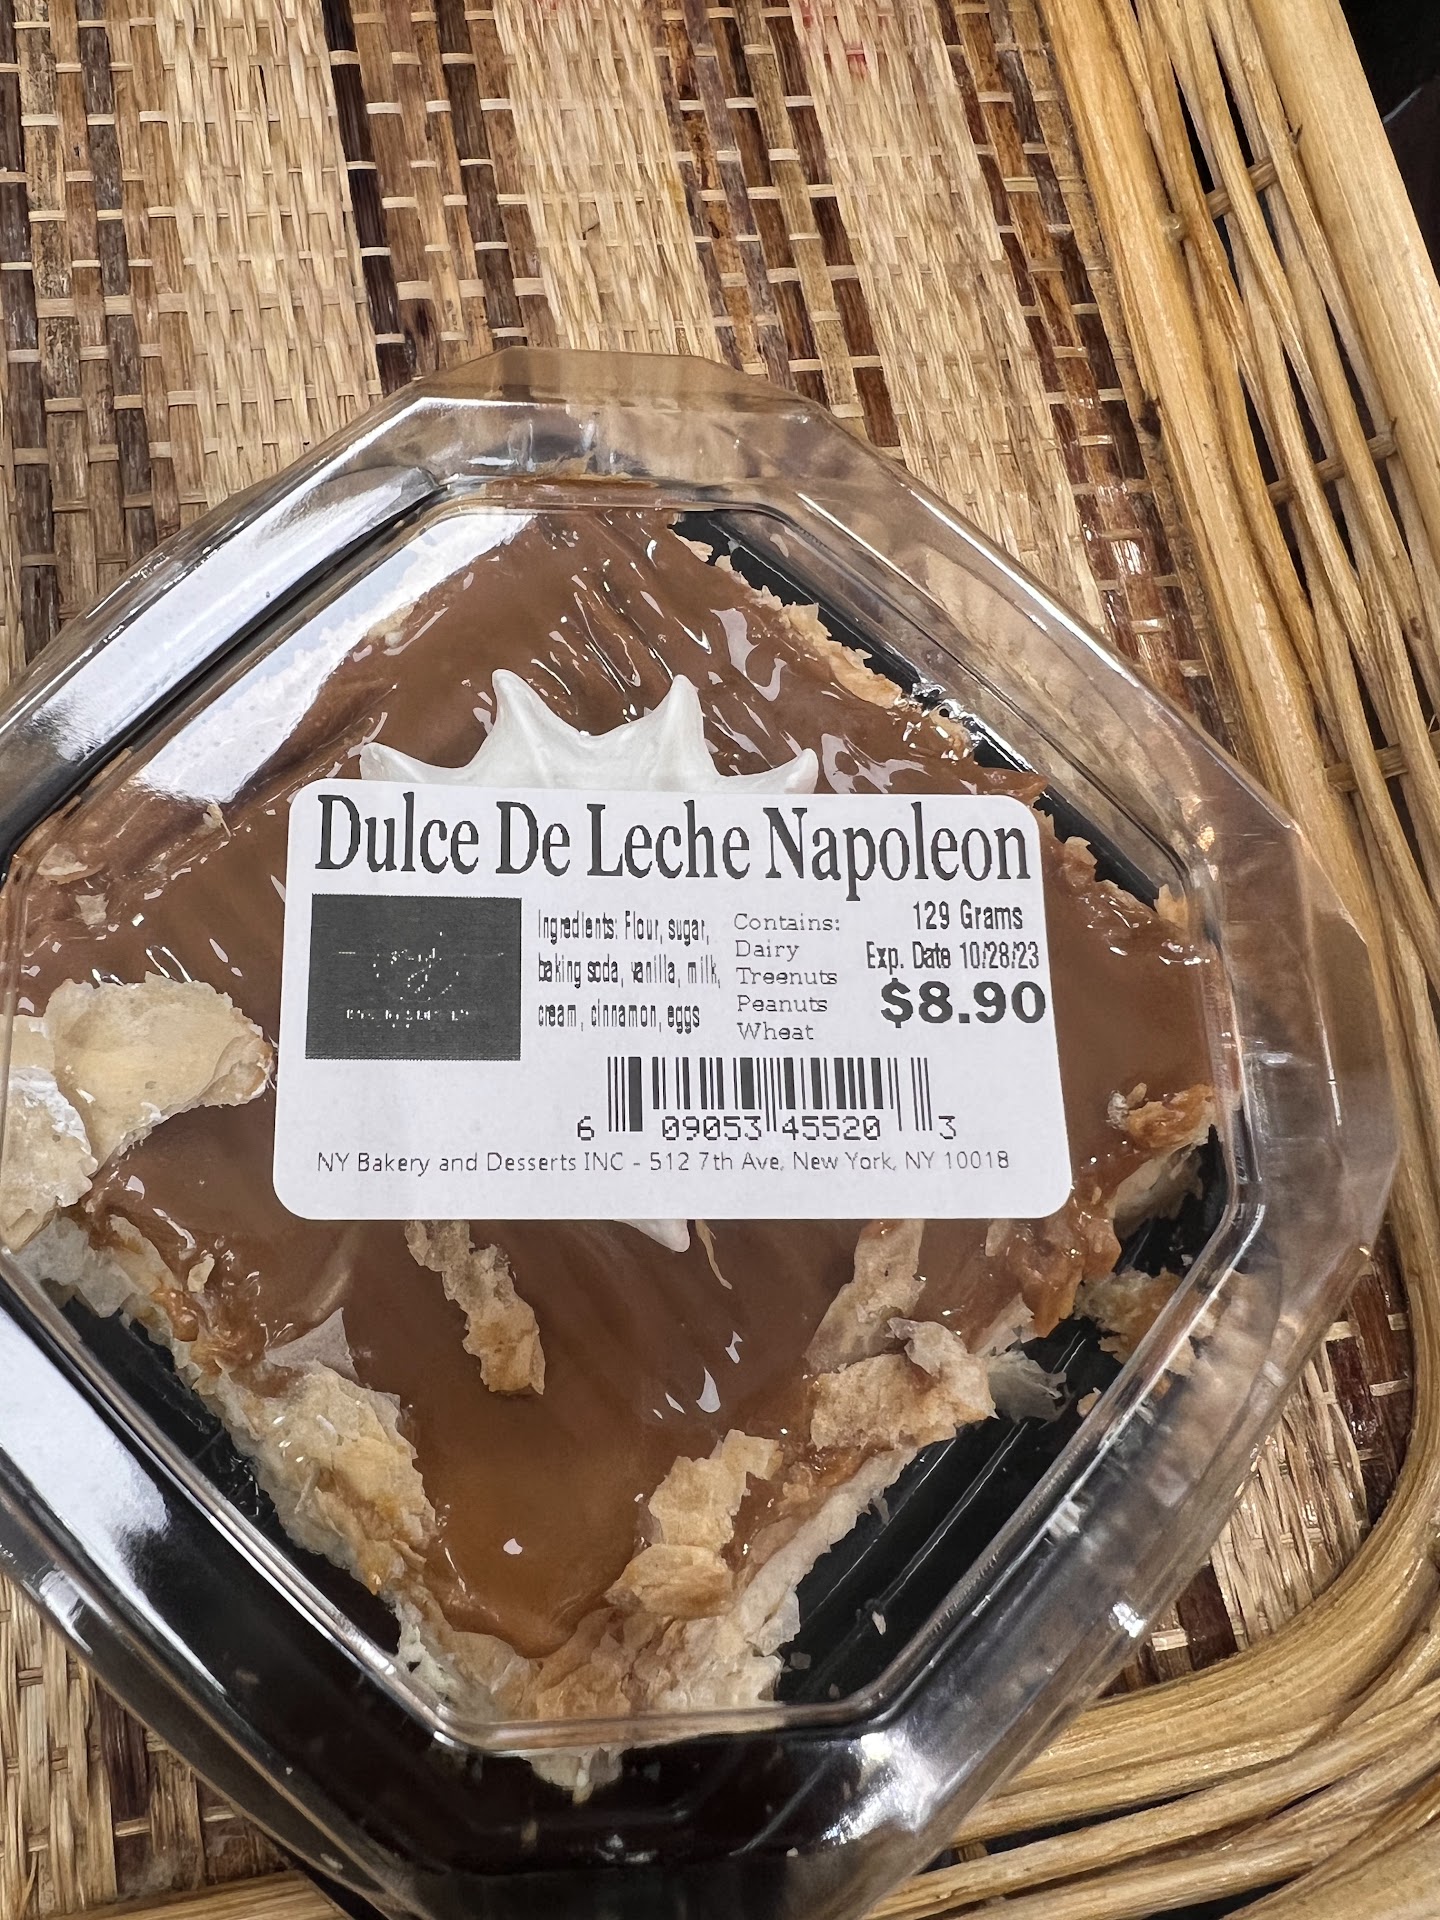 Dulce De Leche Napoleon
Ingredients: Flour, sugar,
baking soda, vanilla, milk,
cream, cinnamon, eggs
Contains:
Dairy
Treenuts
Peanuts
Wheat
129 Grams
Exp. Date 10/28/23
$8.90
6 09053 45520 3
NY Bakery and Desserts INC - 512 7th Ave, New York, NY 10018